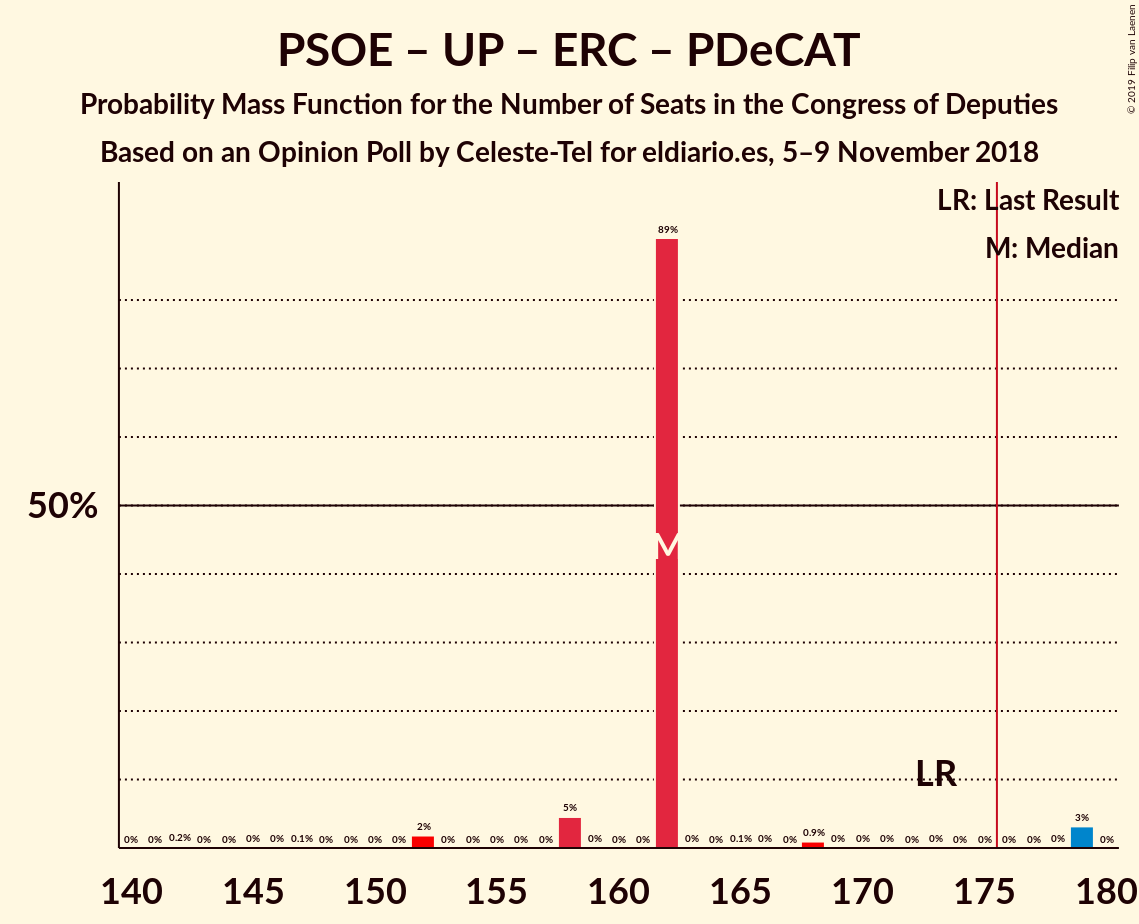 PSOE – UP – ERC – PDeCAT
Probability Mass Function for the Number of Seats in the Congress of Deputies
Based on an Opinion Poll by Celeste-Tel for eldiario.es, 5–9 November 2018
© 2019 Filip van Laenen
LR: Last Result
M: Median
89%
50%
M
LR
0% 0% 0.2% 0% 0% 0% 0% 0.1% 0% 0% 0% 0% 2% 0% 0% 0% 0% 0% 5% 0% 0% 0% 0% 0% 0.1% 0% 0% 0.9% 0% 0% 0% 0% 0% 0% 0% 0% 0% 0% 3% 0%
140 145 150 155 160 165 170 175 180